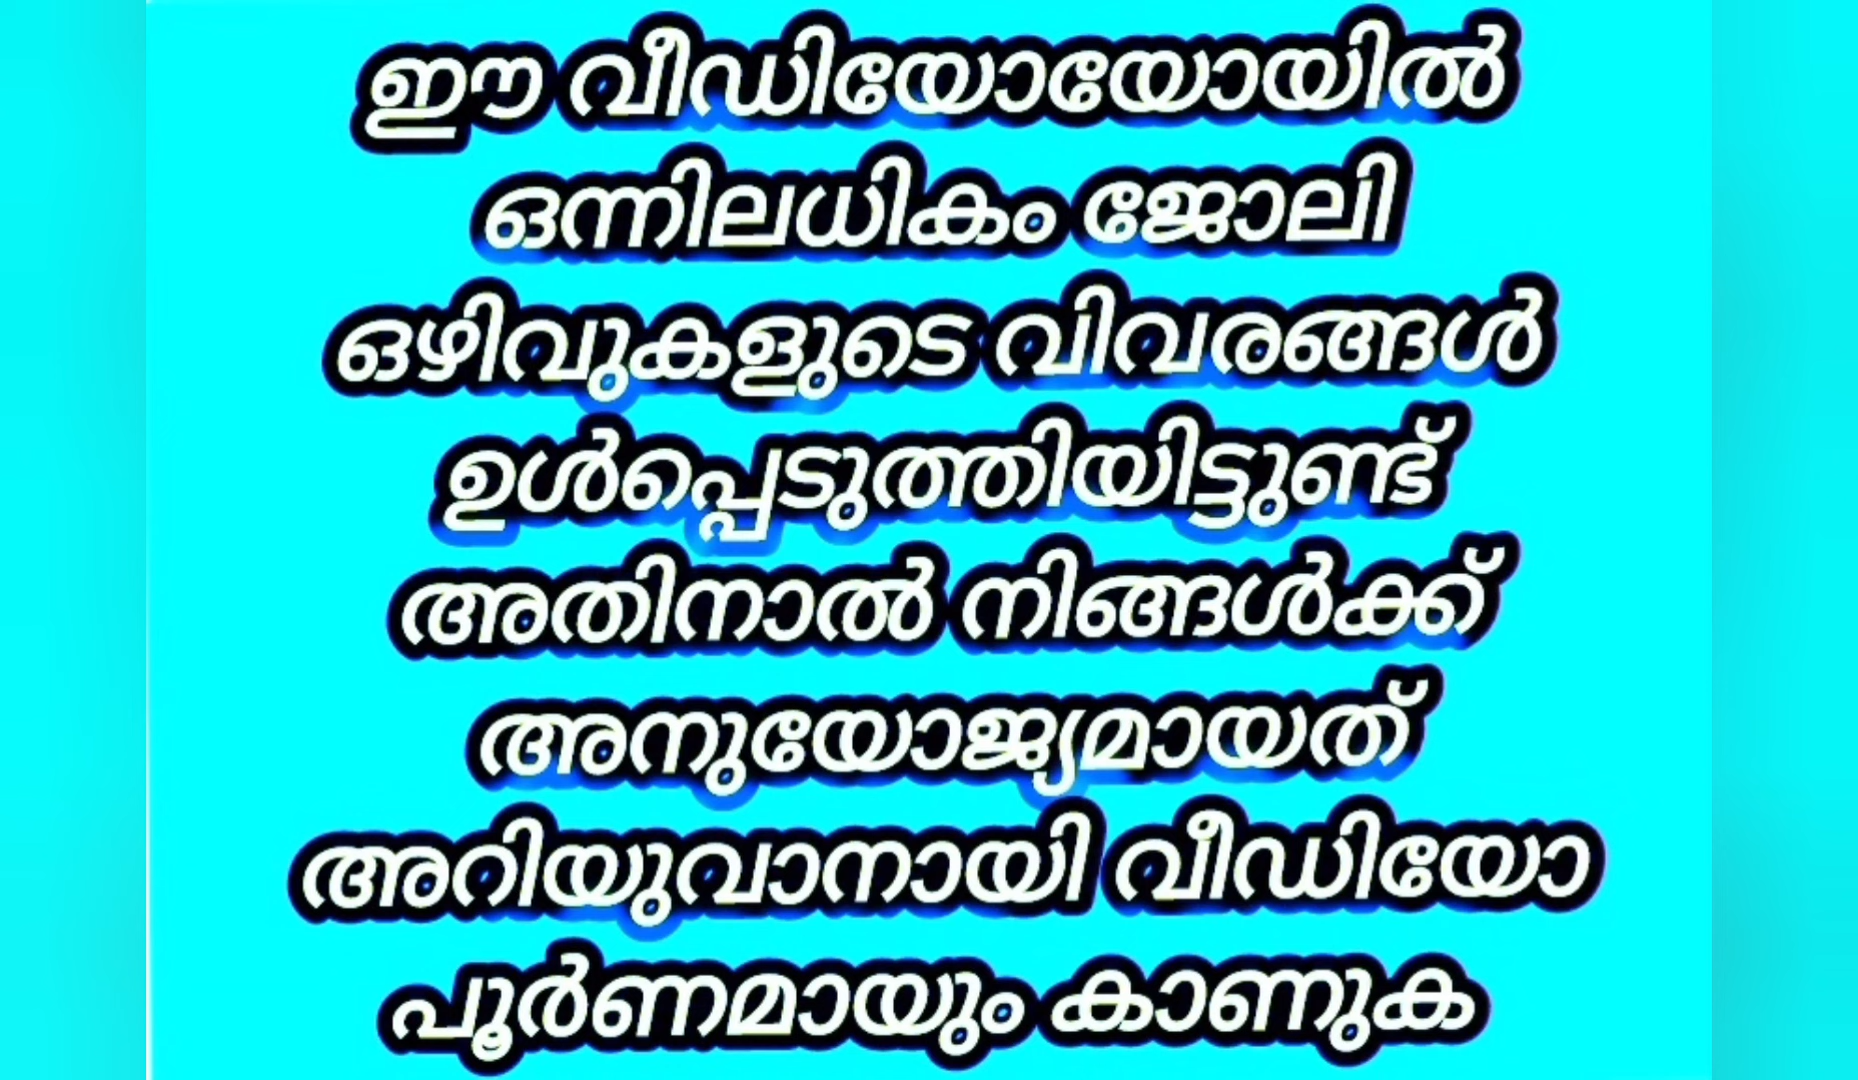 ഈ വീഡിയോയോയിൽ
ഒന്നിലധികം ജോലി
ഒഴിവുകളുടെ വിവരങ്ങൾ
ഉൾപ്പെടുത്തിയിട്ടുണ്ട്
അതിനാൽ നിങ്ങൾക്ക്
അനുയോജ്യമായത്
അറിയുവാനായി വീഡിയോ
പൂർണമായും കാണുക